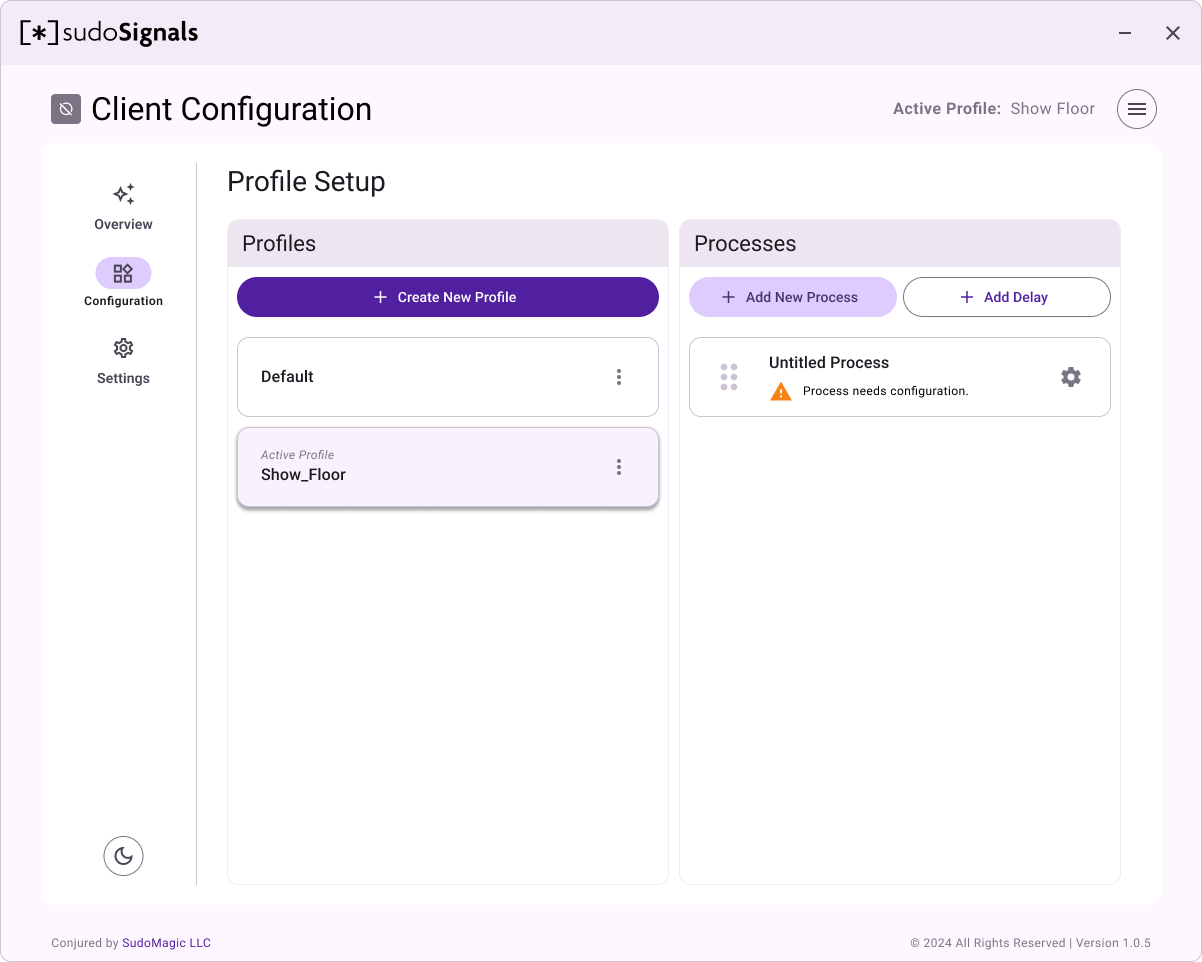 [*]sudoSignals
Client Configuration
Active Profile: Show Floor
Overview
Configuration
Settings
Profile Setup
Profiles
Create New Profile
Default
Active Profile
Show_Floor
Processes
Add New Process
Add Delay
Untitled Process
Process needs configuration.
Conjured by SudoMagic LLC
© 2024 All Rights Reserved | Version 1.0.5